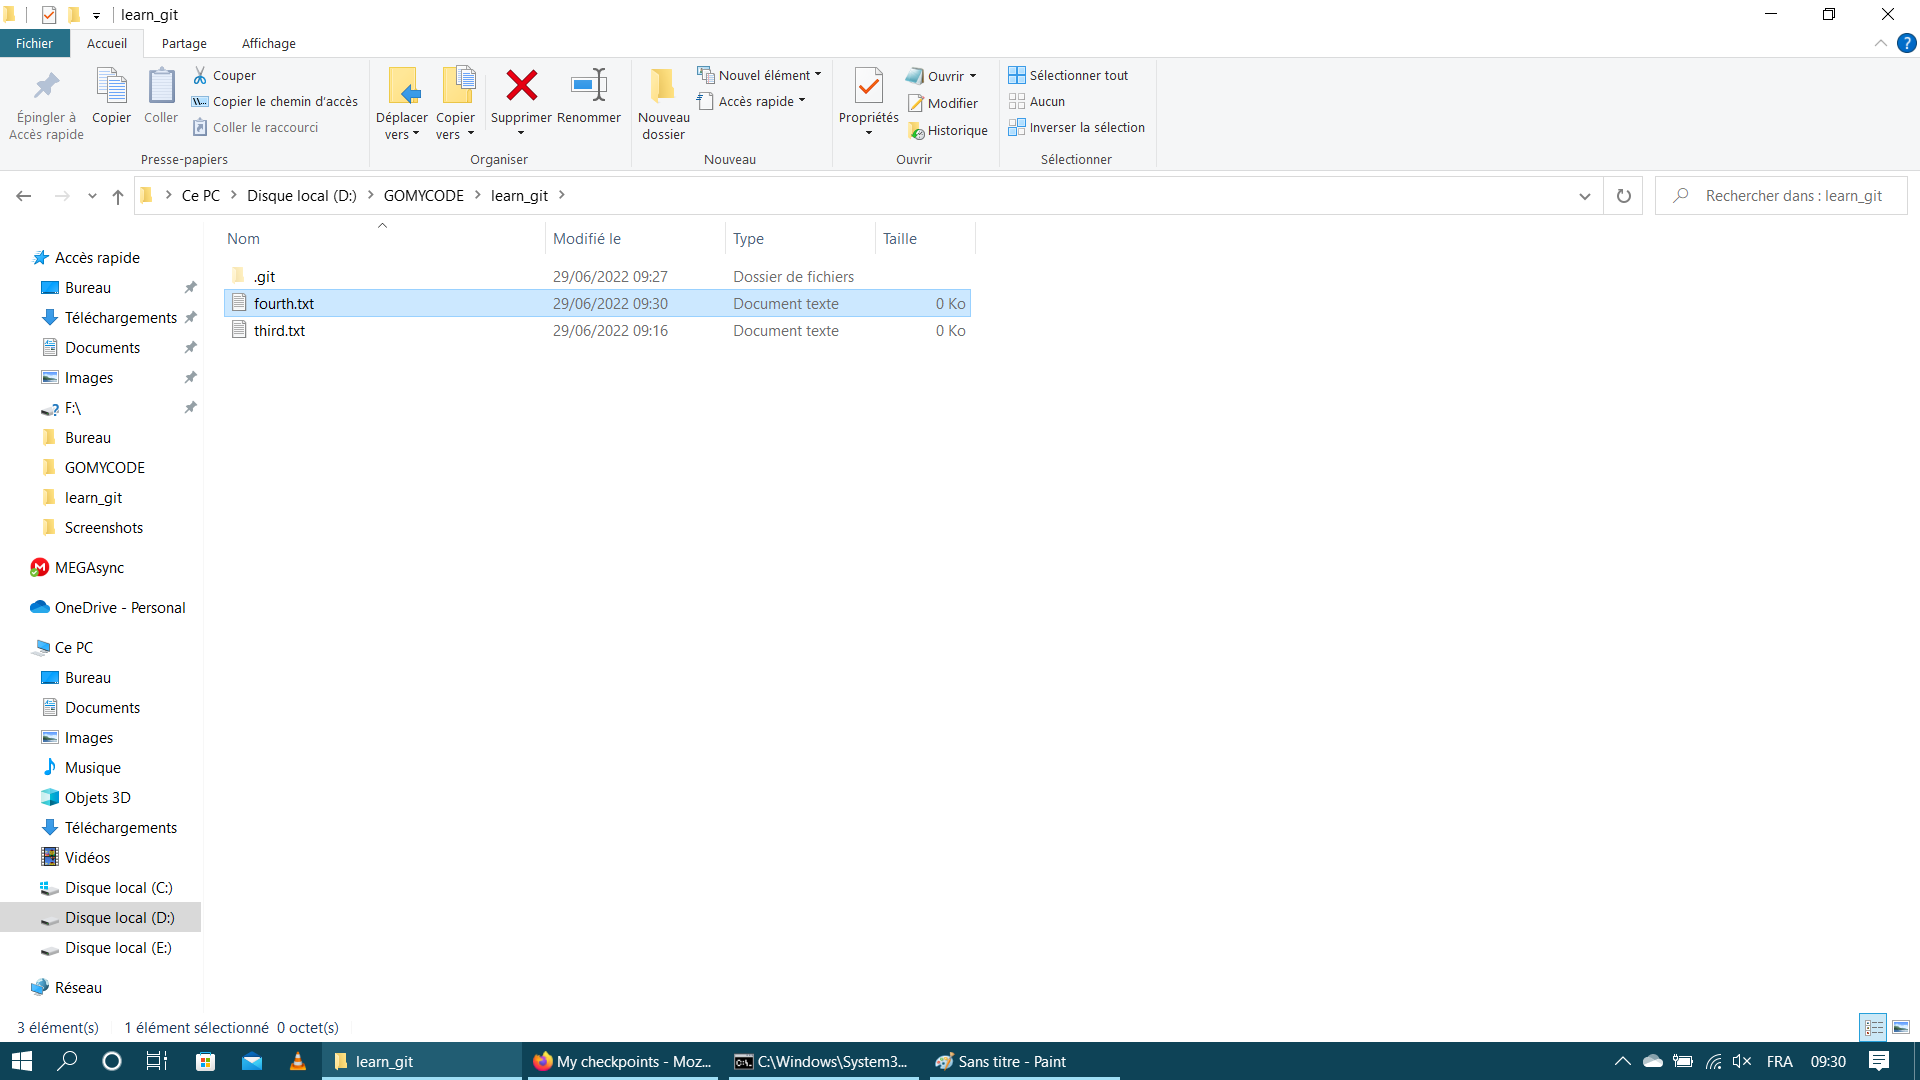 learn_git
Fichier Accueil Partage Affichage
Épingler à Accès rapide
Copier
Coller
Couper
Copier le chemin d'accès
Coller le raccourci
Presse-papiers
Déplacer vers
Copier vers
Supprimer
Renommer
Organiser
Nouveau dossier
Nouvel élément
Accès rapide
Nouveau
Propriétés
Ouvrir
Modifier
Historique
Ouvrir
Sélectionner tout
Aucun
Inverser la sélection
Sélectionner
Ce PC > Disque local (D:) > GOMYCODE > learn_git >
Rechercher dans : learn_git
Nom Modifié le Type Taille
.git 29/06/2022 09:27 Dossier de fichiers
fourth.txt 29/06/2022 09:30 Document texte 0 Ko
third.txt 29/06/2022 09:16 Document texte 0 Ko
Accès rapide
Bureau
Téléchargements
Documents
Images
F:\
Bureau
GOMYCODE
learn_git
Screenshots
MEGAsync
OneDrive - Personal
Ce PC
Bureau
Documents
Images
Musique
Objets 3D
Téléchargements
Vidéos
Disque local (C:)
Disque local (D:)
Disque local (E:)
Réseau
3 élément(s) 1 élément sélectionné 0 octet(s)
learn_git
My checkpoints - Moz...
C:\Windows\System3...
Sans titre - Paint
FRA 09:30